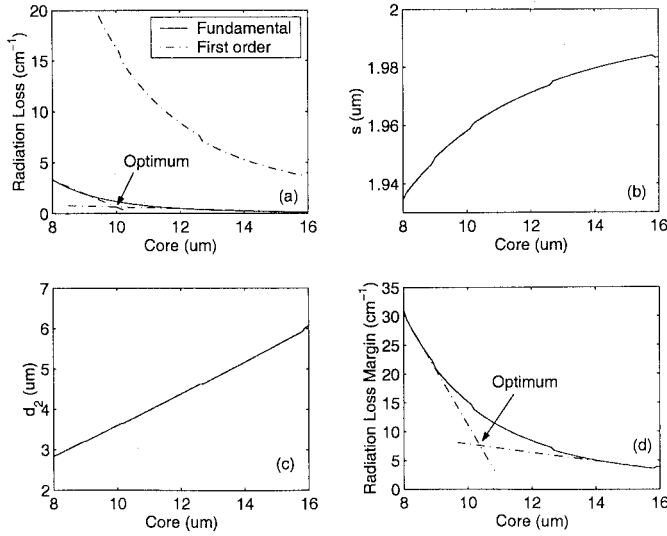 20
15
10
5
0
Radiation Loss (cm⁻¹)
Fundamental
First order
Optimum
(a)
8
10
12
14
16
Core (um)
2
1.98
1.96
1.94
s (um)
(b)
8
10
12
14
16
Core (um)
7
6
5
4
3
2
d_2 (um)
(c)
8
10
12
14
16
Core (um)
35
30
25
20
15
10
5
0
Radiation Loss Margin (cm⁻¹)
Optimum
(d)
8
10
12
14
16
Core (um)